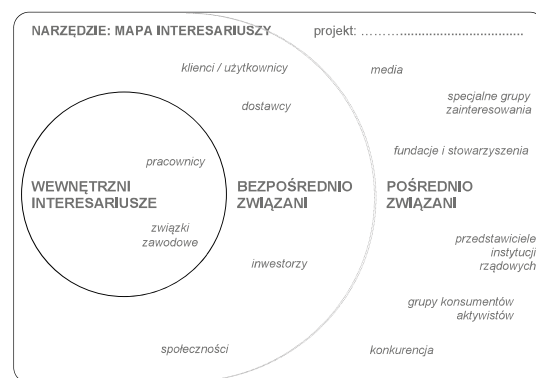 NARZĘDZIE: MAPA INTERESARIUSZY
projekt: ...............................................
klienci / użytkownicy
media
specjalne grupy
zainteresowania
dostawcy
fundacje i stowarzyszenia
pracownicy
WEWNĘTRZNI
INTERESARIUSZE
BEZPOŚREDNIO
ZWIĄZANI
POŚREDNIO
ZWIĄZANI
związki
zawodowe
przedstawiciele
instytucji
rządowych
inwestorzy
grupy konsumentów
aktywistów
społeczności
konkurencja